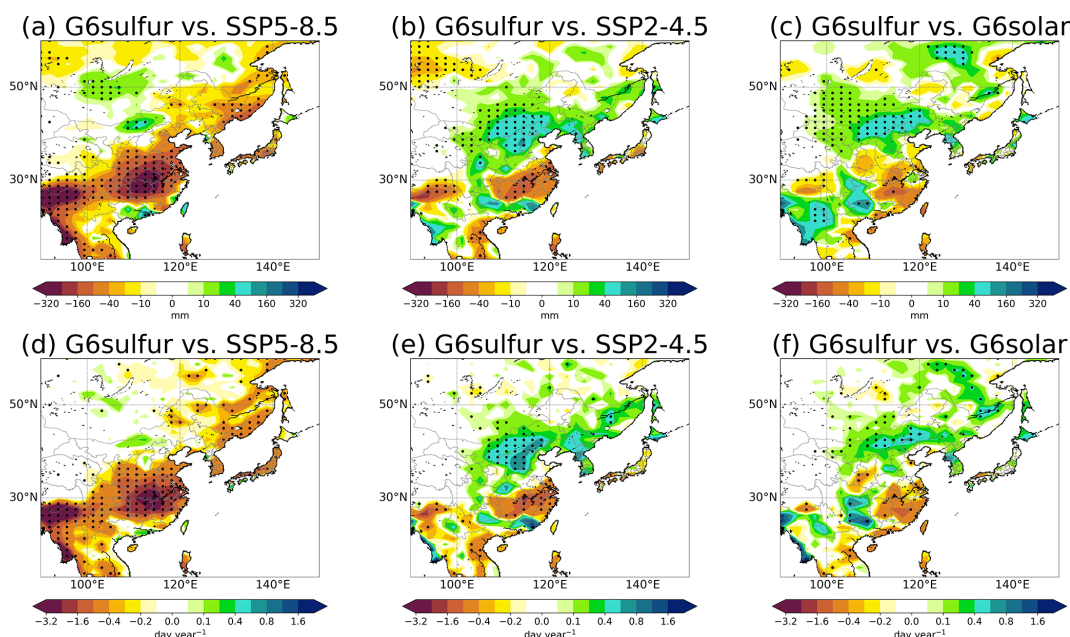 (a) G6sulfur vs. SSP5-8.5
(b) G6sulfur vs. SSP2-4.5
(c) G6sulfur vs. G6solar
50°N
30°N
100°E 120°E 140°E
−320 −160 −40 −10 0 10 40 160 320
mm
50°N
30°N
100°E 120°E 140°E
−320 −160 −40 −10 0 10 40 160 320
mm
50°N
30°N
100°E 120°E 140°E
−320 −160 −40 −10 0 10 40 160 320
mm
(d) G6sulfur vs. SSP5-8.5
(e) G6sulfur vs. SSP2-4.5
(f) G6sulfur vs. G6solar
50°N
30°N
100°E 120°E 140°E
−3.2 −1.6 −0.4 −0.2 0.0 0.1 0.4 0.8 1.6
day year⁻¹
50°N
30°N
100°E 120°E 140°E
−3.2 −1.6 −0.4 −0.2 0.0 0.1 0.4 0.8 1.6
day year⁻¹
50°N
30°N
100°E 120°E 140°E
−3.2 −1.6 −0.4 −0.2 0.0 0.1 0.4 0.8 1.6
day year⁻¹